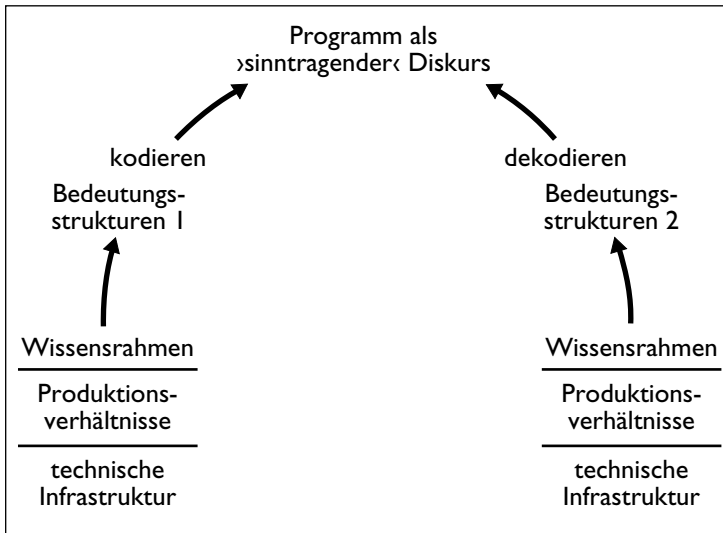 Programm als
›sinntragender‹ Diskurs
kodieren
dekodieren
Bedeutungs-
strukturen 1
Bedeutungs-
strukturen 2
Wissensrahmen
Produktions-
verhältnisse
technische
Infrastruktur
Wissensrahmen
Produktions-
verhältnisse
technische
Infrastruktur